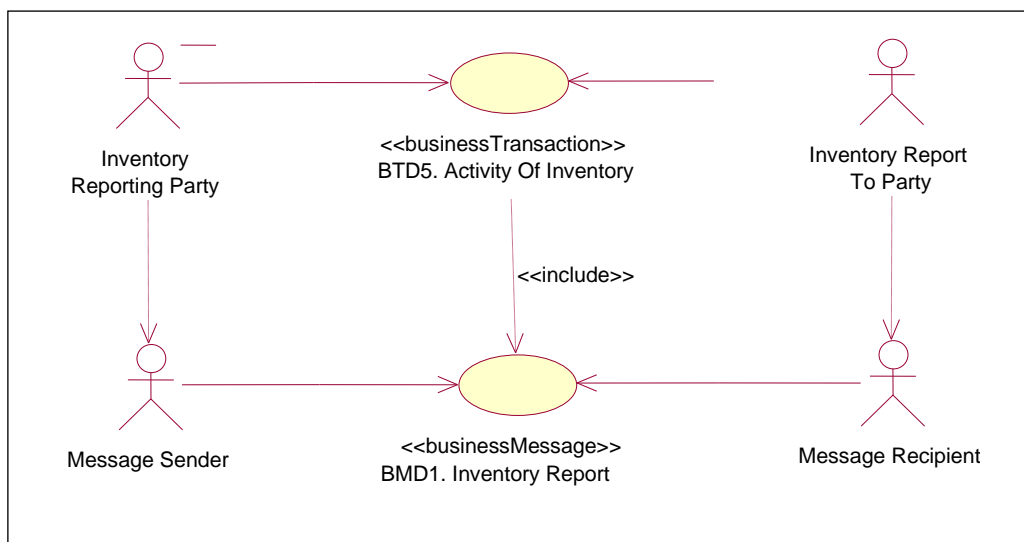 <<businessTransaction>>
BTD5. Activity Of Inventory
Inventory
Reporting Party
Inventory Report
To Party
<<include>>
Message Sender
<<businessMessage>>
BMD1. Inventory Report
Message Recipient